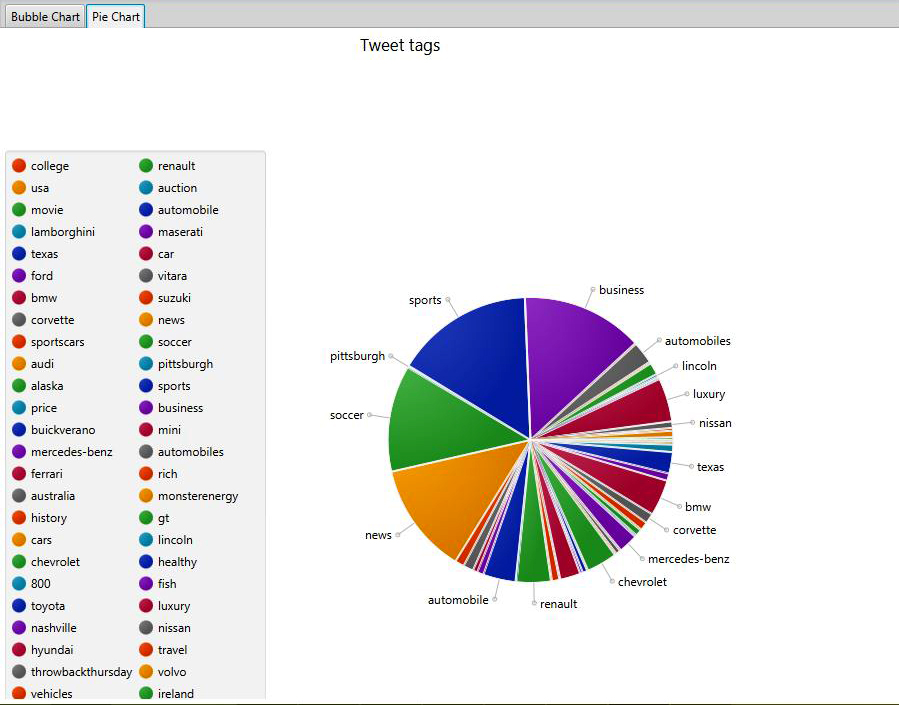 Bubble Chart Pie Chart
Tweet tags
college renault
usa auction
movie automobile
lamborghini maserati
texas car
ford vitara
bmw suzuki
corvette news
sportscars soccer
audi pittsburgh
alaska sports
price business
buickverano mini
mercedes-benz automobiles
ferrari rich
australia monsterenergy
history gt
cars lincoln
chevrolet healthy
800 fish
toyota luxury
nashville nissan
hyundai travel
throwbackthursday volvo
vehicles ireland
business
sports
automobiles
pittsburgh
lincoln
luxury
soccer
nissan
texas
bmw
corvette
news
mercedes-benz
chevrolet
automobile
renault